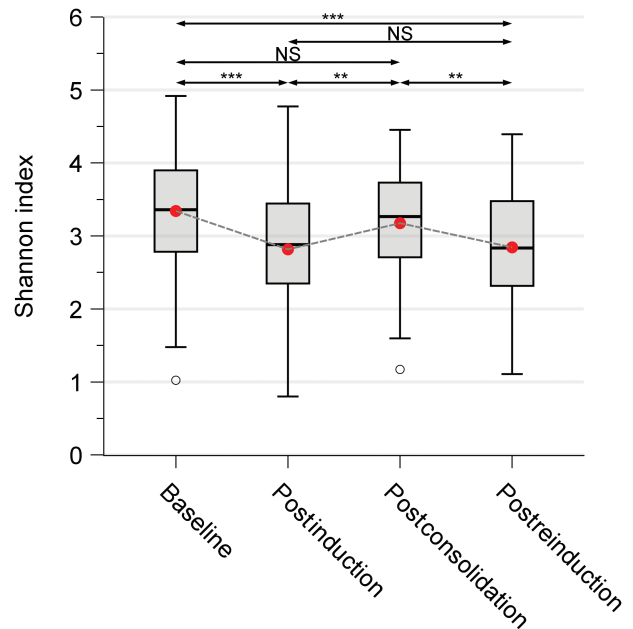 6
***
NS
NS
*** ** **
5
4
3
2
1
0
Shannon index
Baseline
Postinduction
Postconsolidation
Postreinduction